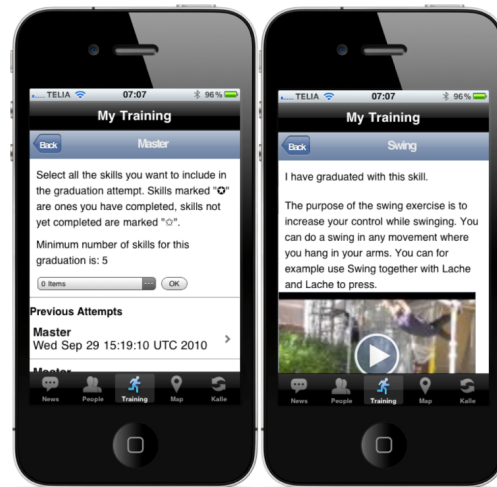 TELIA 07:07 96%
My Training
Back Master
Select all the skills you want to include in
the graduation attempt. Skills marked "✪"
are ones you have completed, skills not
yet completed are marked "✩".
Minimum number of skills for this
graduation is: 5
0 Items ... OK
Previous Attempts
Master
Wed Sep 29 15:19:10 UTC 2010
Master
News People Training Map Kalle
TELIA 07:07 96%
My Training
Back Swing
I have graduated with this skill.
The purpose of the swing exercise is to
increase your control while swinging. You
can do a swing in any movement where
you hang in your arms. You can for
example use Swing together with Lache
and Lache to press.
News People Training Map Kalle